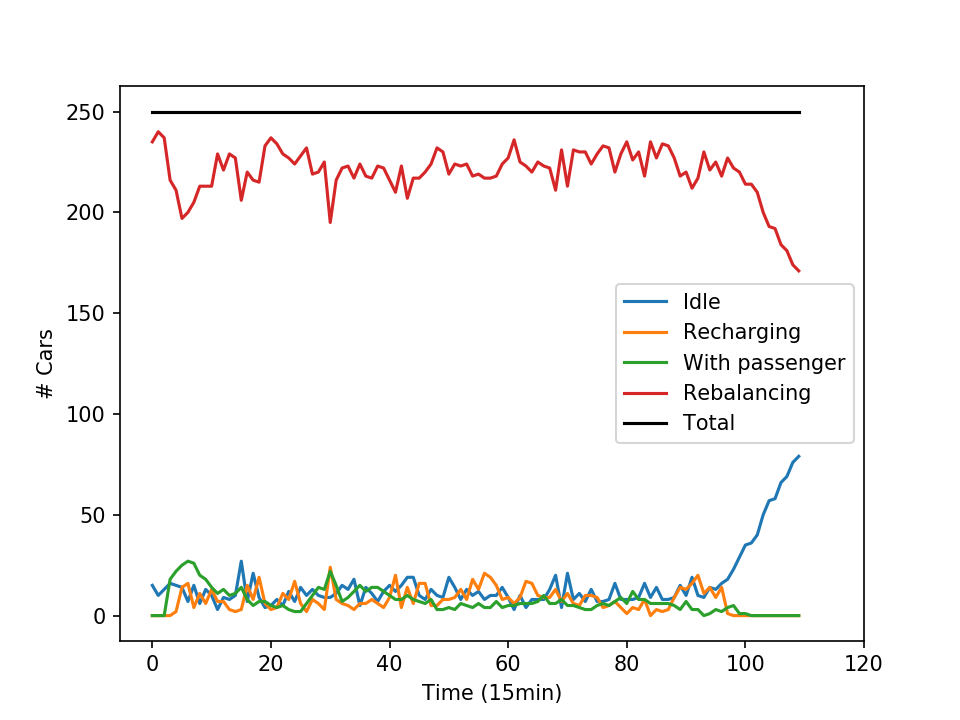 250
200
150
100
50
0
# Cars
Idle
Recharging
With passenger
Rebalancing
Total
0 20 40 60 80 100 120
Time (15min)